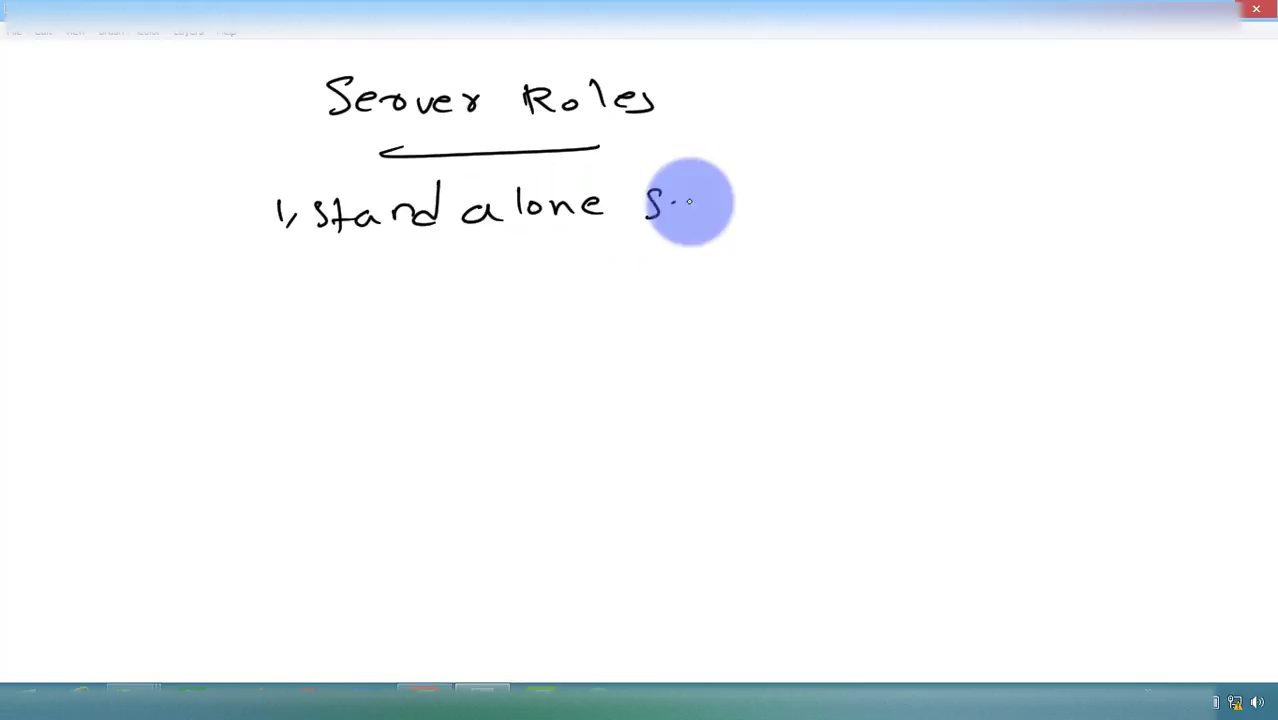 Server Roles
1, stand alone s